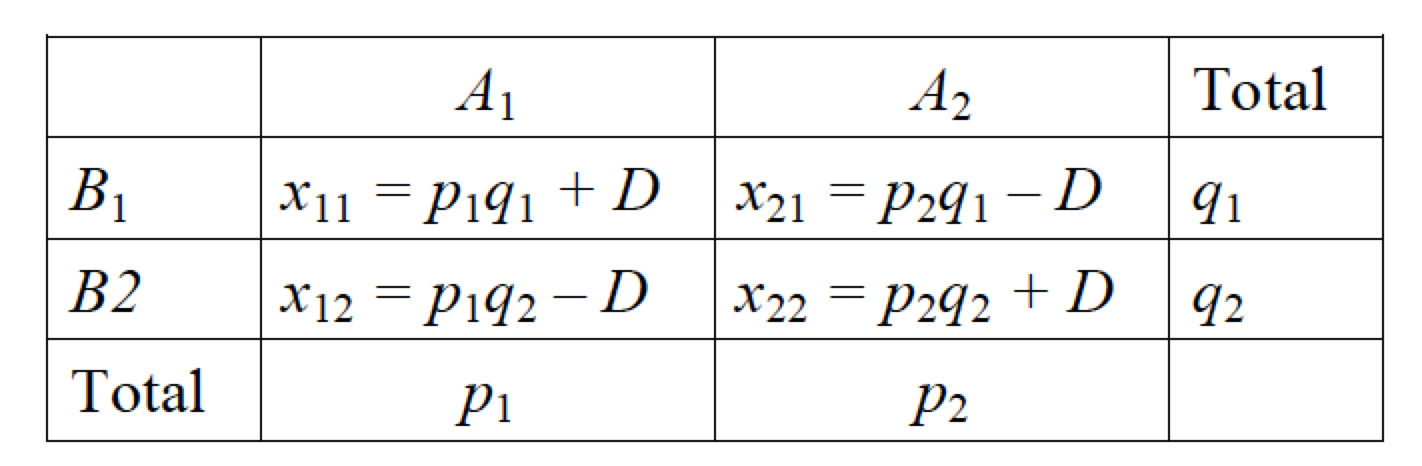 A₁ A₂ Total
B₁ x₁₁ = p₁q₁ + D x₂₁ = p₂q₁ – D q₁
B2 x₁₂ = p₁q₂ – D x₂₂ = p₂q₂ + D q₂
Total p₁ p₂